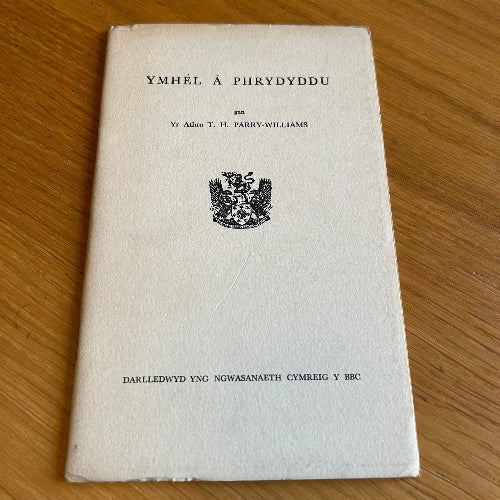 YMHÉL Á PHRYDYDDU
gan
Yr Athro T. H. PARRY-WILLIAMS
DARLLEDWYD YNG NGWASANAETH CYMREIG Y BBC